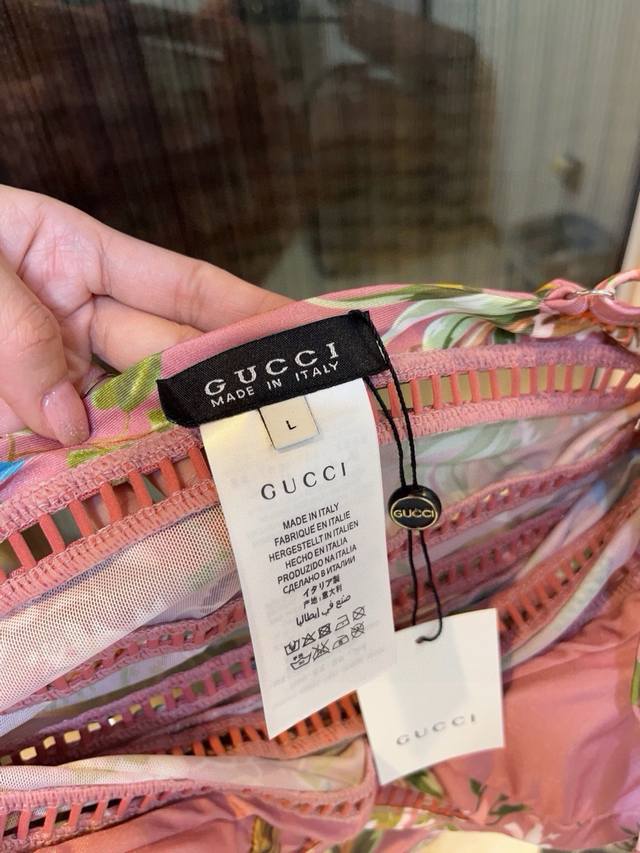 GUCCI
MADE IN ITALY
L
GUCCI
MADE IN ITALY
FABRIQUE EN ITALIE
HERGESTELLT IN ITALIEN
HECHO EN ITALIA
PRODUZIDO NA ITALIA
СДЕЛАНО В ИТАЛИИ
イタリア製
产地:意大利
صنع في ايطاليا
GUCCI
GUCCI